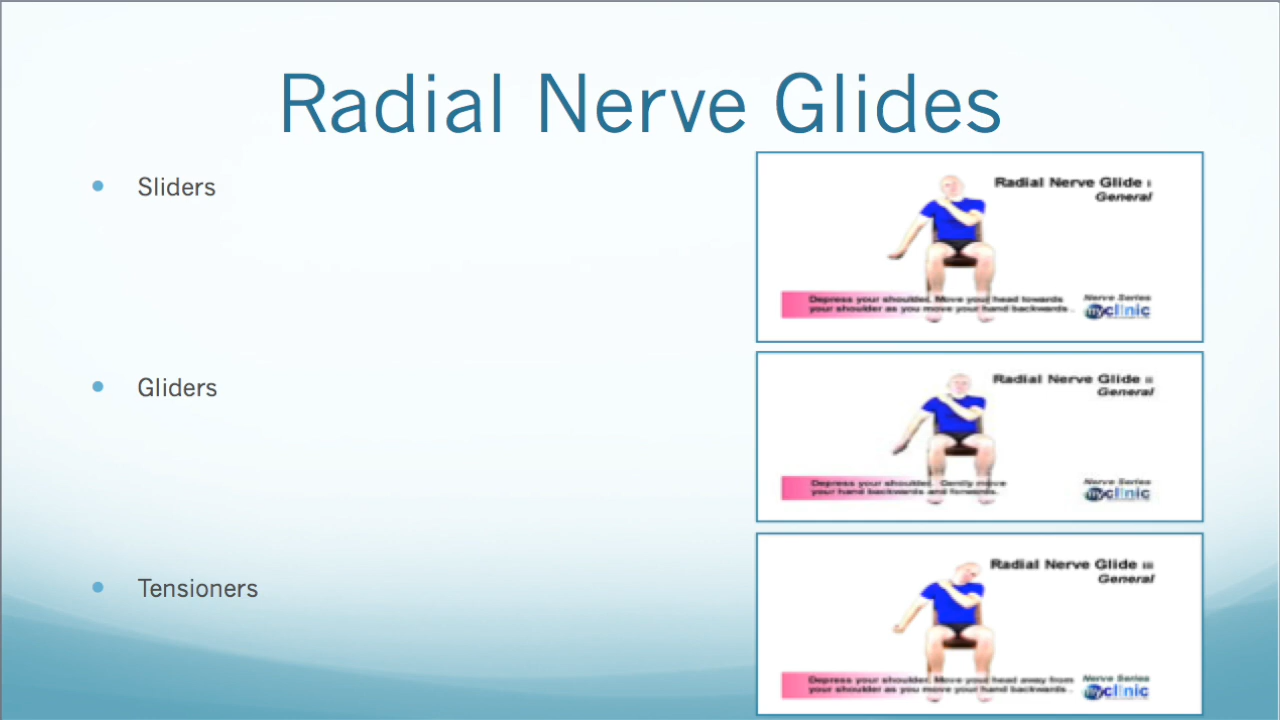 Radial Nerve Glides
Sliders
Radial Nerve Glide i
General
Depress your shoulder. Move your head towards
your shoulder as you move your hand backwards .
Nerve Series
myclinic
Gliders
Radial Nerve Glide ii
General
Depress your shoulder. Gently move
your hand backwards and forwards.
Nerve Series
myclinic
Tensioners
Radial Nerve Glide iii
General
Depress your shoulder. Move your head away from
your shoulder as you move your hand backwards .
Nerve Series
myclinic